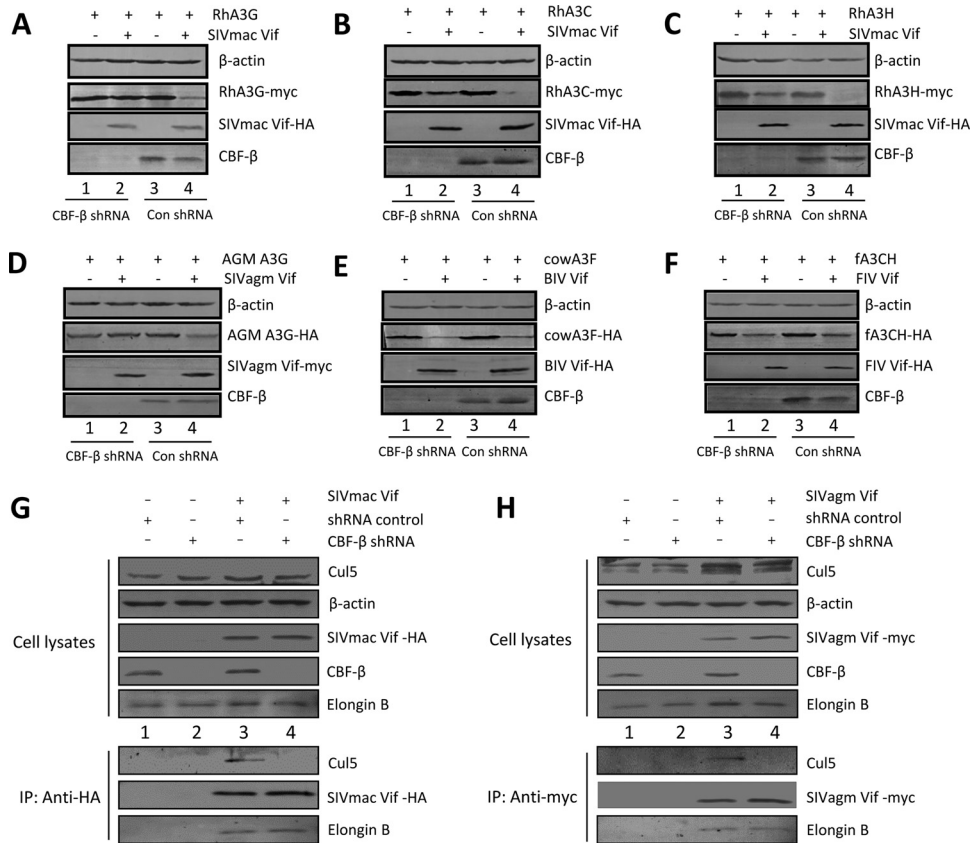 A
+ + + + RhA3G
- + - + SIVmac Vif
β-actin
RhA3G-myc
SIVmac Vif-HA
CBF-β
1 2 3 4
CBF-β shRNA Con shRNA
B
+ + + + RhA3C
- + - + SIVmac Vif
β-actin
RhA3C-myc
SIVmac Vif-HA
CBF-β
1 2 3 4
CBF-β shRNA Con shRNA
C
+ + + + RhA3H
- + - + SIVmac Vif
β-actin
RhA3H-myc
SIVmac Vif-HA
CBF-β
1 2 3 4
CBF-β shRNA Con shRNA
D
+ + + + AGM A3G
- + - + SIVagm Vif
β-actin
AGM A3G-HA
SIVagm Vif-myc
CBF-β
1 2 3 4
CBF-β shRNA Con shRNA
E
+ + + + cowA3F
- + - + BIV Vif
β-actin
cowA3F-HA
BIV Vif-HA
CBF-β
1 2 3 4
CBF-β shRNA Con shRNA
F
+ + + + fA3CH
- + - + FIV Vif
β-actin
fA3CH-HA
FIV Vif-HA
CBF-β
1 2 3 4
CBF-β shRNA Con shRNA
G
- - + + SIVmac Vif
+ - + - shRNA control
- + - + CBF-β shRNA
Cell lysates
Cul5
β-actin
SIVmac Vif -HA
CBF-β
Elongin B
1 2 3 4
IP: Anti-HA
Cul5
SIVmac Vif -HA
Elongin B
H
- - + + SIVagm Vif
+ - + - shRNA control
- + - + CBF-β shRNA
Cell lysates
Cul5
β-actin
SIVagm Vif -myc
CBF-β
Elongin B
1 2 3 4
IP: Anti-myc
Cul5
SIVagm Vif -myc
Elongin B